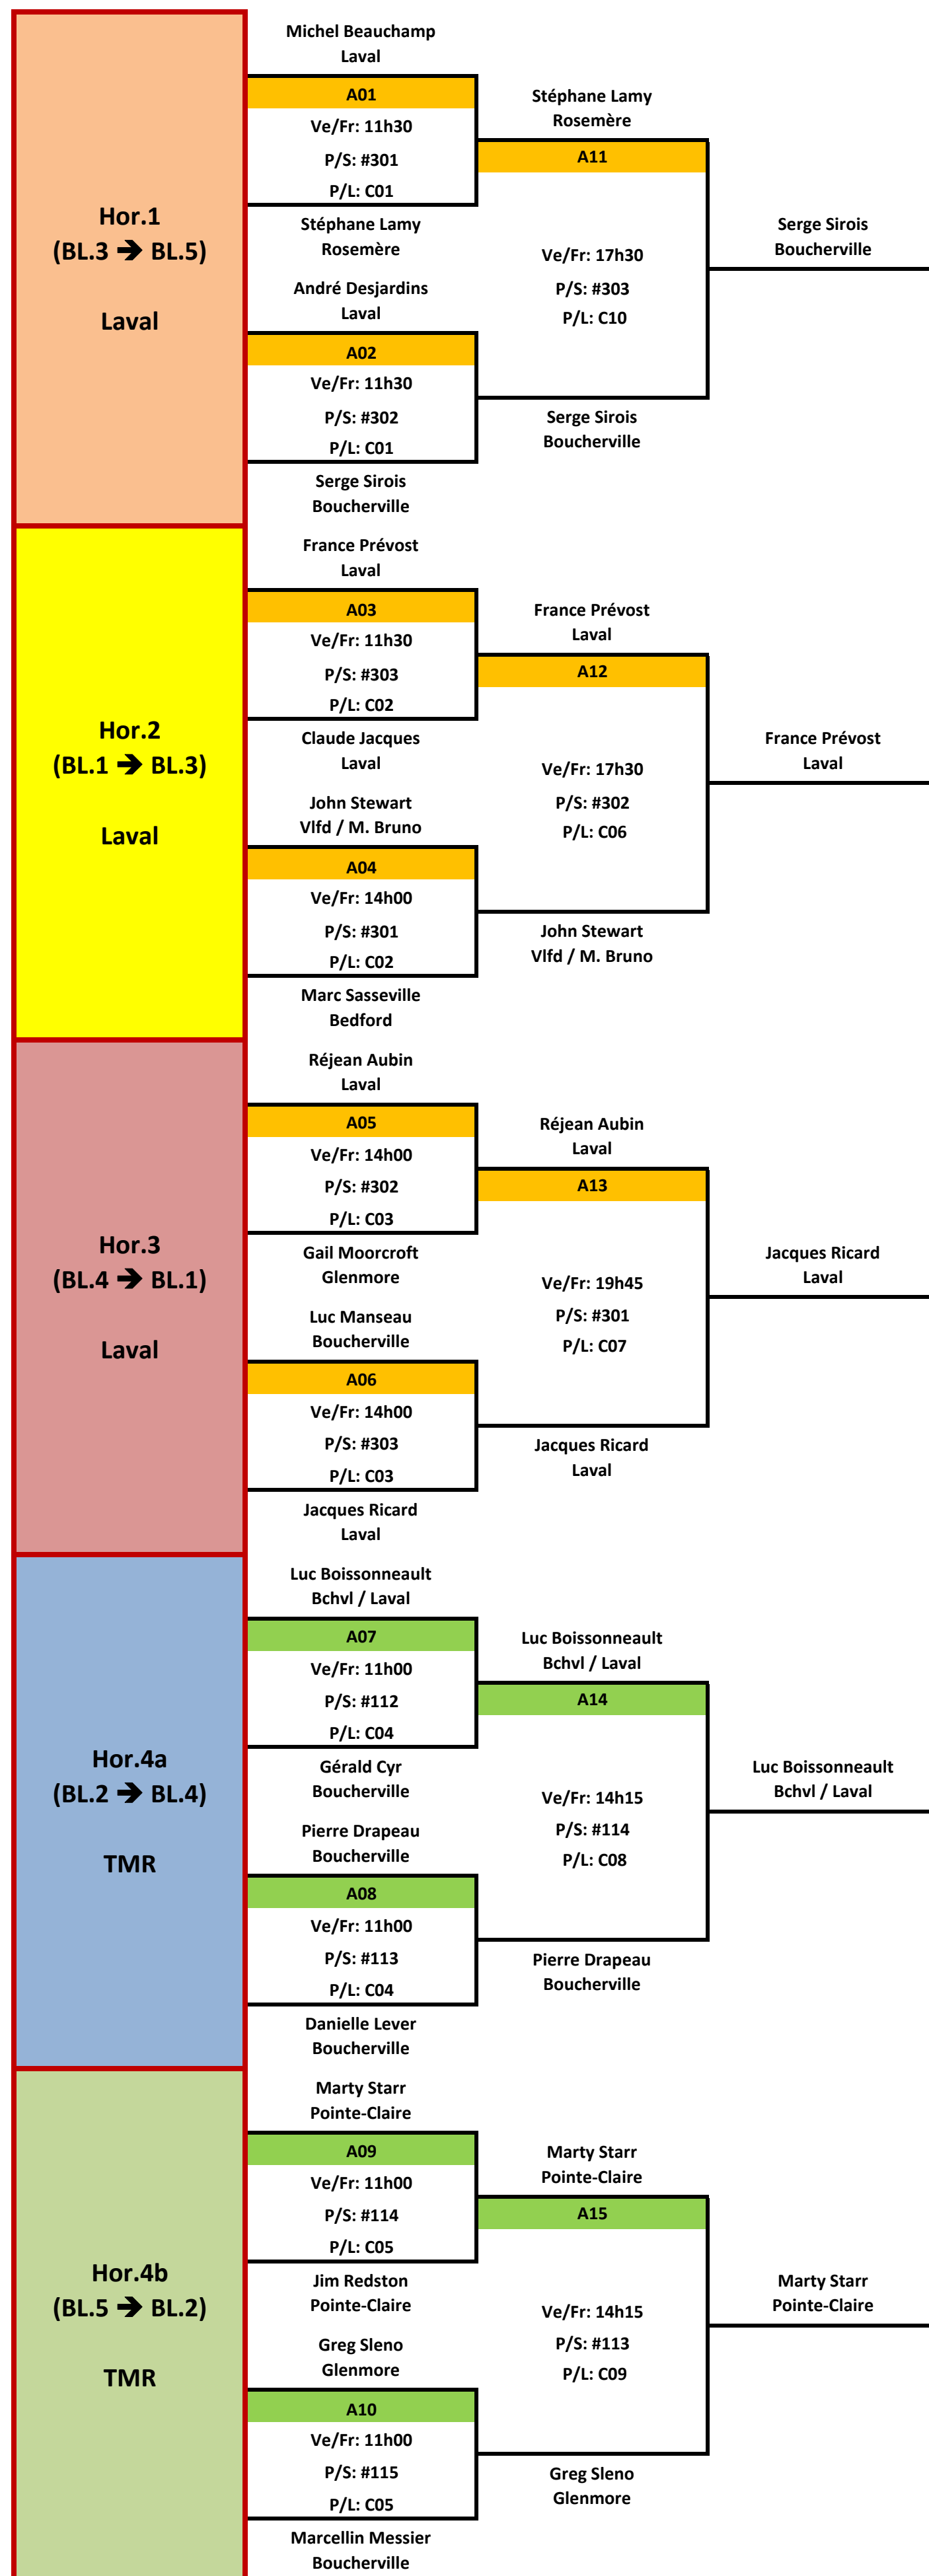 Hor.1
(BL.3 ➔ BL.5)
Laval
Michel Beauchamp
Laval
A01
Ve/Fr: 11h30
P/S: #301
P/L: C01
Stéphane Lamy
Rosemère
André Desjardins
Laval
A02
Ve/Fr: 11h30
P/S: #302
P/L: C01
Serge Sirois
Boucherville
Stéphane Lamy
Rosemère
A11
Ve/Fr: 17h30
P/S: #303
P/L: C10
Serge Sirois
Boucherville
Serge Sirois
Boucherville
Hor.2
(BL.1 ➔ BL.3)
Laval
France Prévost
Laval
A03
Ve/Fr: 11h30
P/S: #303
P/L: C02
Claude Jacques
Laval
John Stewart
Vlfd / M. Bruno
A04
Ve/Fr: 14h00
P/S: #301
P/L: C02
Marc Sasseville
Bedford
France Prévost
Laval
A12
Ve/Fr: 17h30
P/S: #302
P/L: C06
John Stewart
Vlfd / M. Bruno
France Prévost
Laval
Hor.3
(BL.4 ➔ BL.1)
Laval
Réjean Aubin
Laval
A05
Ve/Fr: 14h00
P/S: #302
P/L: C03
Gail Moorcroft
Glenmore
Luc Manseau
Boucherville
A06
Ve/Fr: 14h00
P/S: #303
P/L: C03
Jacques Ricard
Laval
Réjean Aubin
Laval
A13
Ve/Fr: 19h45
P/S: #301
P/L: C07
Jacques Ricard
Laval
Jacques Ricard
Laval
Hor.4a
(BL.2 ➔ BL.4)
TMR
Luc Boissonneault
Bchvl / Laval
A07
Ve/Fr: 11h00
P/S: #112
P/L: C04
Gérald Cyr
Boucherville
Pierre Drapeau
Boucherville
A08
Ve/Fr: 11h00
P/S: #113
P/L: C04
Danielle Lever
Boucherville
Luc Boissonneault
Bchvl / Laval
A14
Ve/Fr: 14h15
P/S: #114
P/L: C08
Pierre Drapeau
Boucherville
Luc Boissonneault
Bchvl / Laval
Hor.4b
(BL.5 ➔ BL.2)
TMR
Marty Starr
Pointe-Claire
A09
Ve/Fr: 11h00
P/S: #114
P/L: C05
Jim Redston
Pointe-Claire
Greg Sleno
Glenmore
A10
Ve/Fr: 11h00
P/S: #115
P/L: C05
Marcellin Messier
Boucherville
Marty Starr
Pointe-Claire
A15
Ve/Fr: 14h15
P/S: #113
P/L: C09
Greg Sleno
Glenmore
Marty Starr
Pointe-Claire